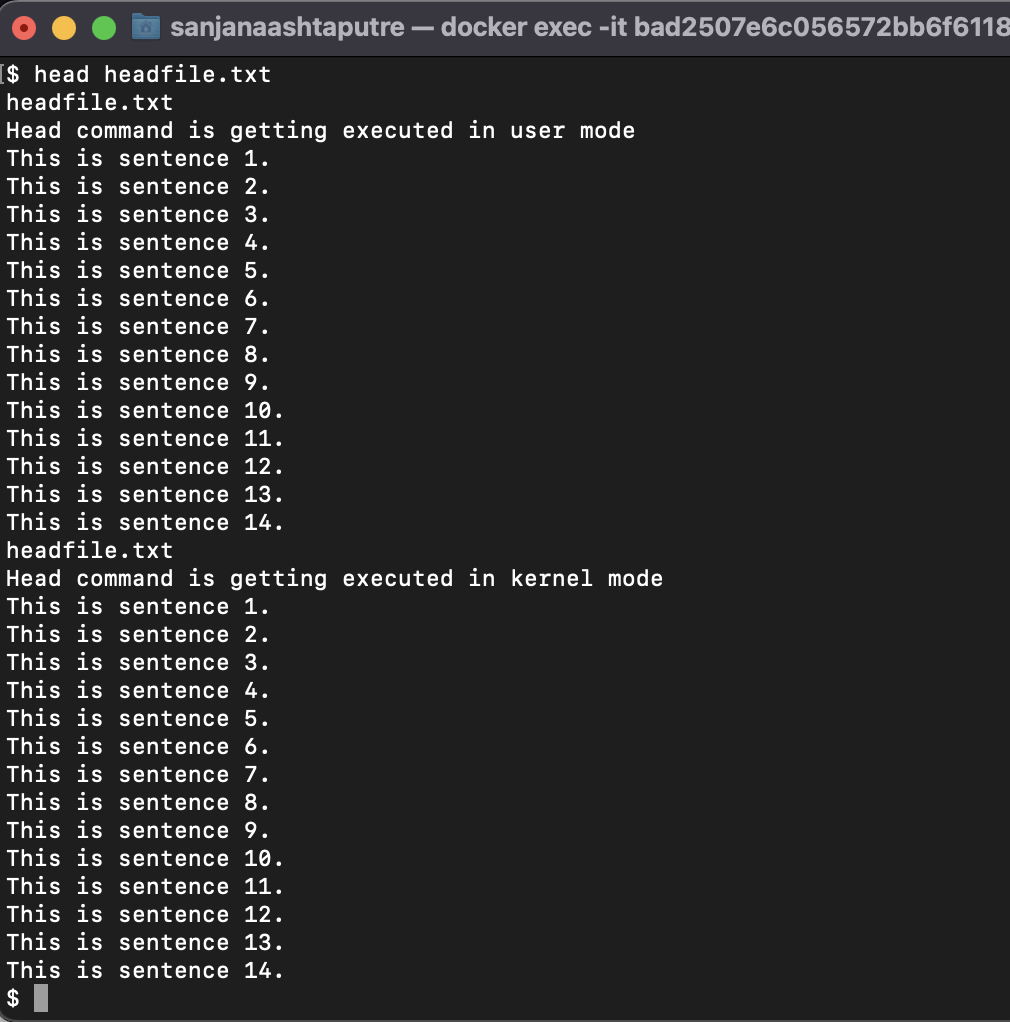 sanjanaashtaputre — docker exec -it bad2507e6c056572bb6f6118
$ head headfile.txt
headfile.txt
Head command is getting executed in user mode
This is sentence 1.
This is sentence 2.
This is sentence 3.
This is sentence 4.
This is sentence 5.
This is sentence 6.
This is sentence 7.
This is sentence 8.
This is sentence 9.
This is sentence 10.
This is sentence 11.
This is sentence 12.
This is sentence 13.
This is sentence 14.
headfile.txt
Head command is getting executed in kernel mode
This is sentence 1.
This is sentence 2.
This is sentence 3.
This is sentence 4.
This is sentence 5.
This is sentence 6.
This is sentence 7.
This is sentence 8.
This is sentence 9.
This is sentence 10.
This is sentence 11.
This is sentence 12.
This is sentence 13.
This is sentence 14.
$